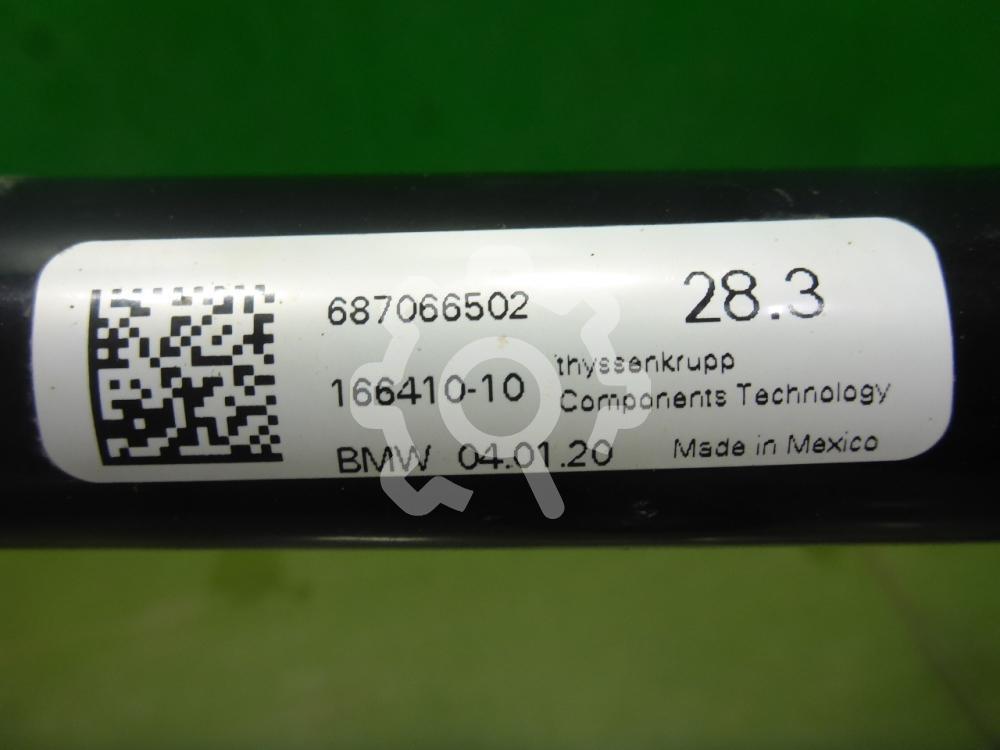 687066502
28.3
166410-10
thyssenkrupp
Components Technology
BMW 04.01.20
Made in Mexico